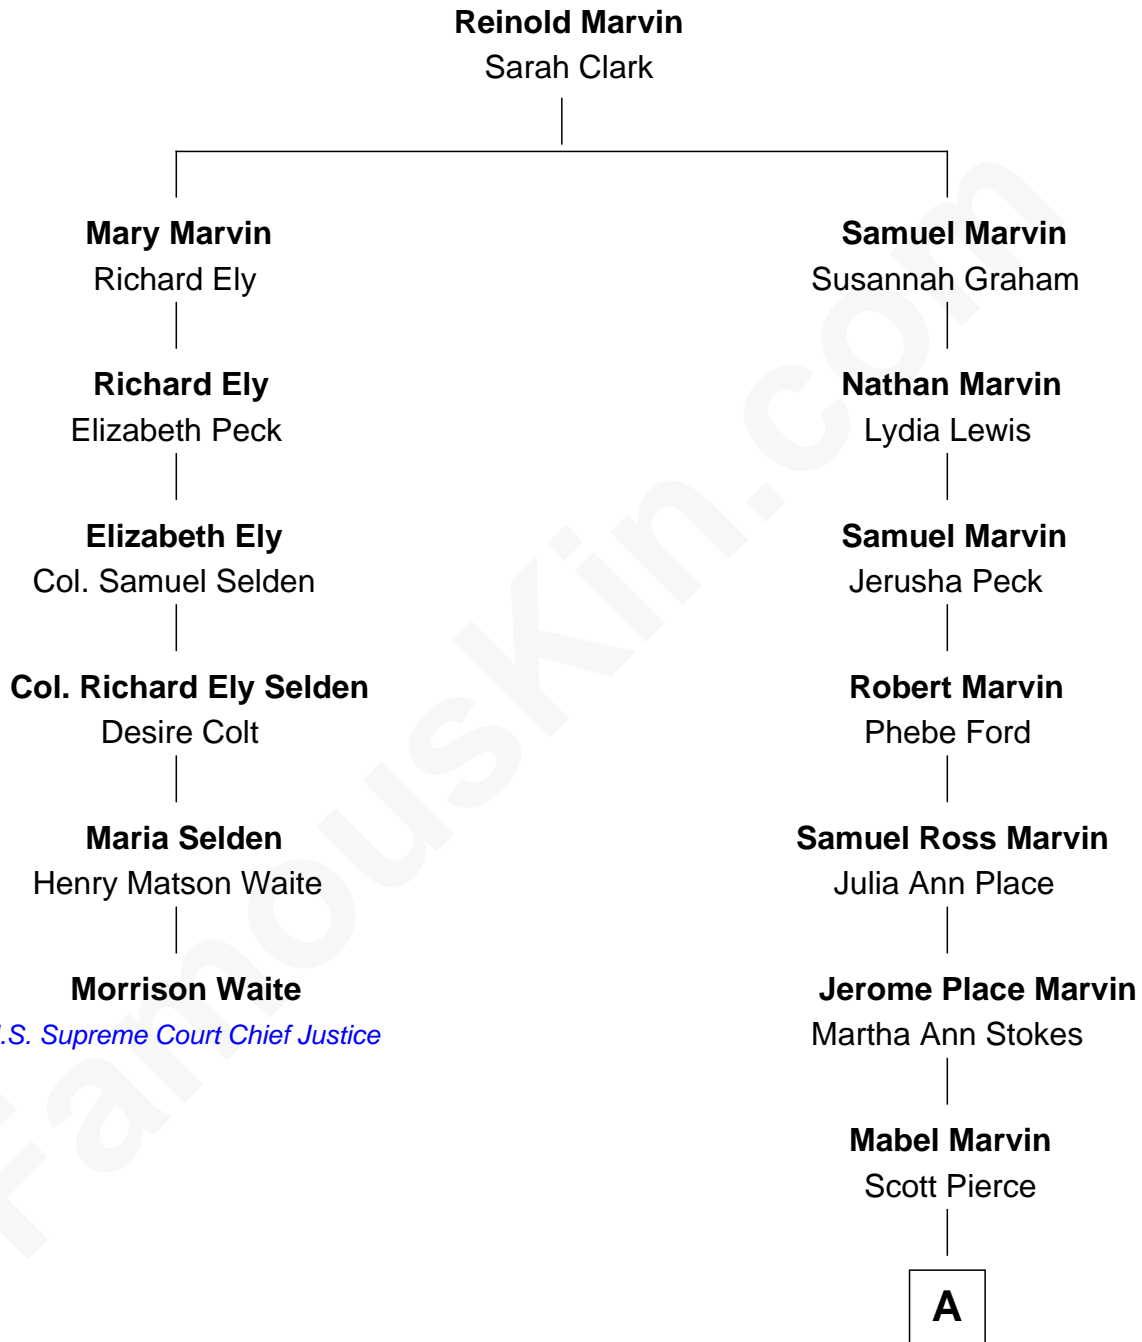 Reinold Marvin
Sarah Clark
Mary Marvin
Richard Ely
Samuel Marvin
Susannah Graham
Richard Ely
Elizabeth Peck
Nathan Marvin
Lydia Lewis
Elizabeth Ely
Col. Samuel Selden
Samuel Marvin
Jerusha Peck
Col. Richard Ely Selden
Desire Colt
Robert Marvin
Phebe Ford
Maria Selden
Henry Matson Waite
Samuel Ross Marvin
Julia Ann Place
Morrison Waite
.S. Supreme Court Chief Justice
Jerome Place Marvin
Martha Ann Stokes
Mabel Marvin
Scott Pierce
A
FamousKin.com